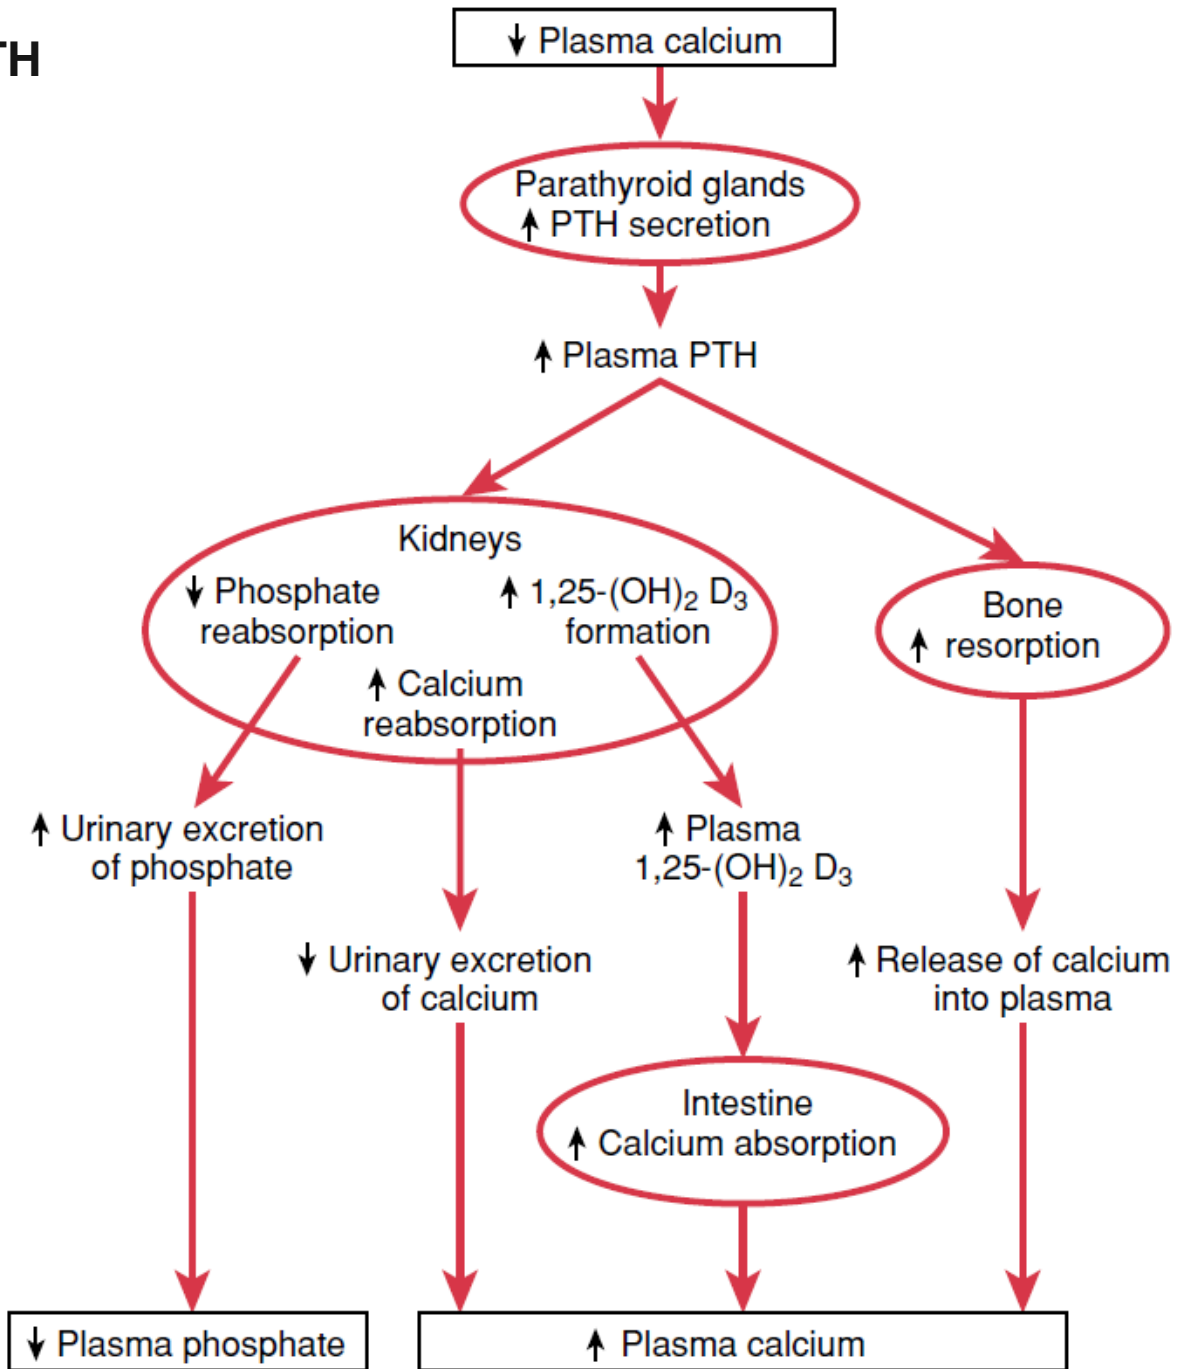 TH
↓ Plasma calcium
Parathyroid glands
↑ PTH secretion
↑ Plasma PTH
Kidneys
↓ Phosphate
reabsorption
↑ 1,25-(OH)₂ D₃
formation
↑ Calcium
reabsorption
Bone
↑ resorption
↑ Urinary excretion
of phosphate
↑ Plasma
1,25-(OH)₂ D₃
↓ Urinary excretion
of calcium
↑ Release of calcium
into plasma
Intestine
↑ Calcium absorption
↓ Plasma phosphate
↑ Plasma calcium